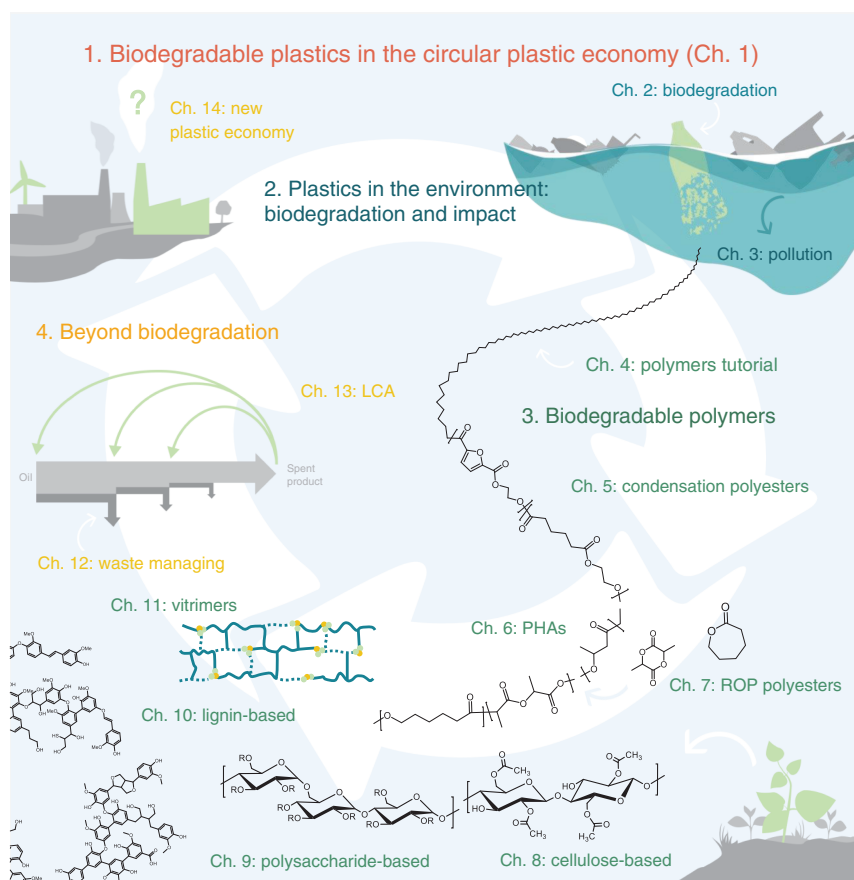 1. Biodegradable plastics in the circular plastic economy (Ch. 1)
Ch. 2: biodegradation
?
Ch. 14: new
plastic economy
2. Plastics in the environment:
biodegradation and impact
Ch. 3: pollution
4. Beyond biodegradation
Ch. 4: polymers tutorial
Ch. 13: LCA
3. Biodegradable polymers
Oil
Spent
product
Ch. 5: condensation polyesters
Ch. 12: waste managing
Ch. 11: vitrimers
Ch. 6: PHAs
Ch. 7: ROP polyesters
Ch. 10: lignin-based
Ch. 9: polysaccharide-based
Ch. 8: cellulose-based